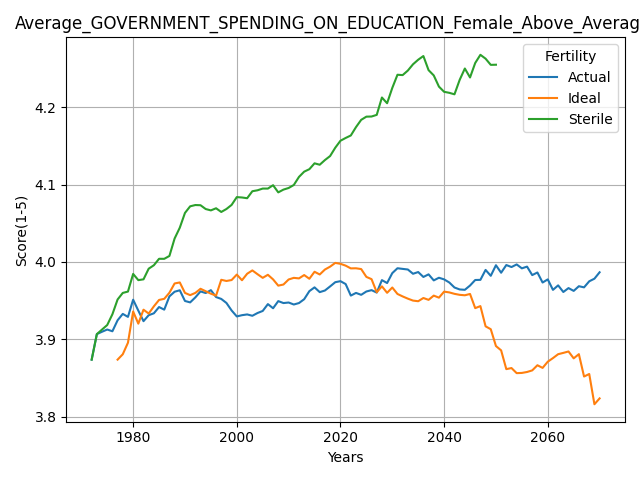 Average_GOVERNMENT_SPENDING_ON_EDUCATION_Female_Above_Averag
Fertility
Actual
Ideal
Sterile
Score(1-5)
4.2
4.1
4.0
3.9
3.8
1980 2000 2020 2040 2060
Years